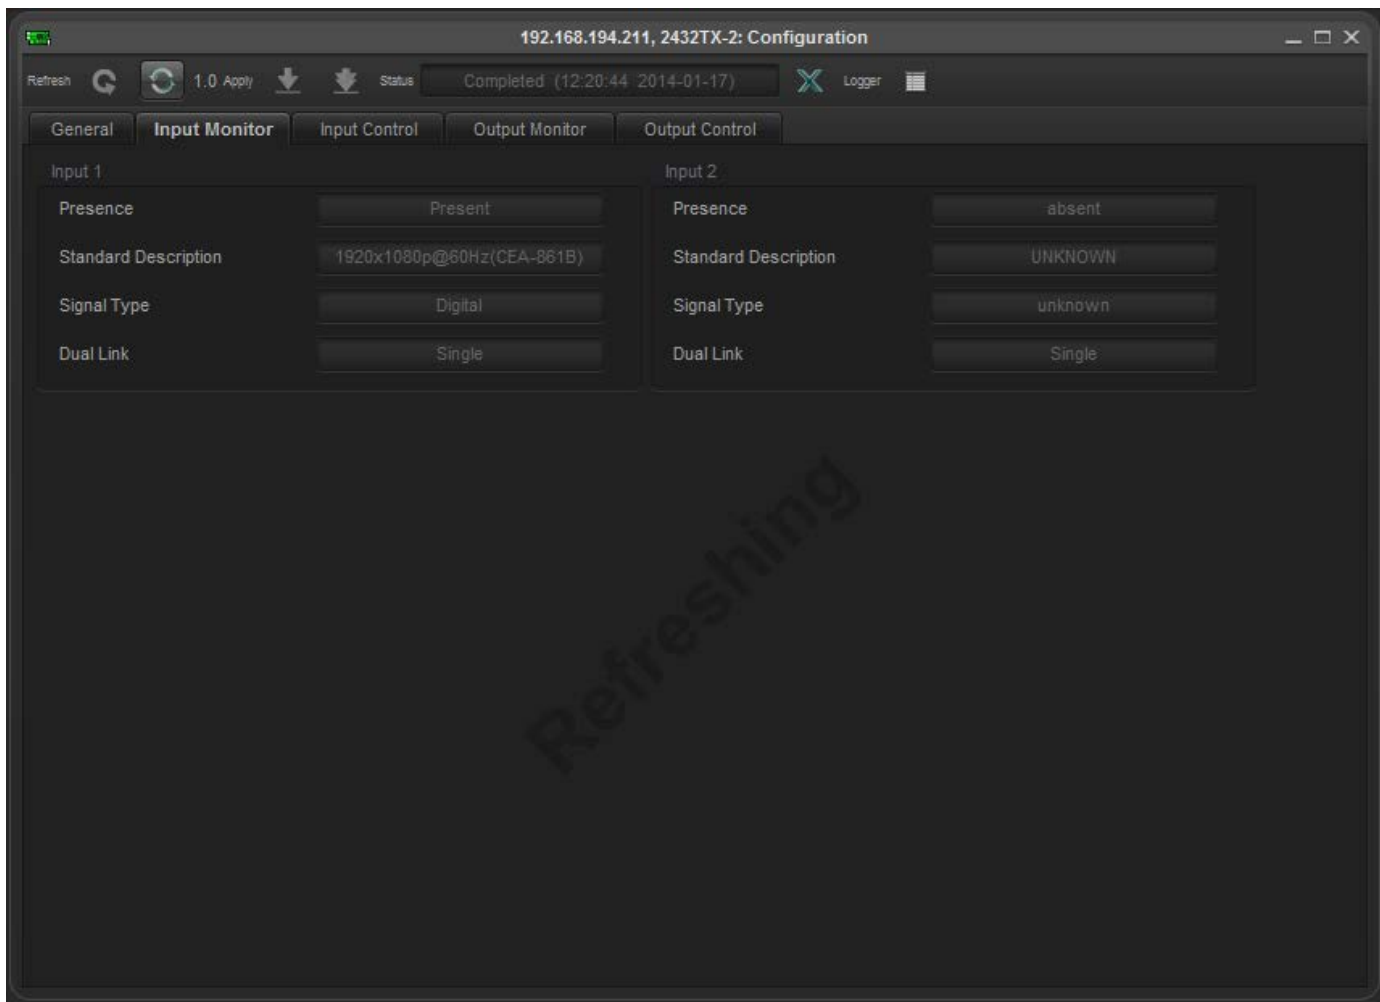 192.168.194.211, 2432TX-2: Configuration
Refresh 1.0 Apply Status Completed (12:20:44 2014-01-17) Logger
General Input Monitor Input Control Output Monitor Output Control
Input 1 Input 2
Presence Present Presence absent
Standard Description 1920x1080p@60Hz(CEA-861B) Standard Description UNKNOWN
Signal Type Digital Signal Type unknown
Dual Link Single Dual Link Single
Refreshing